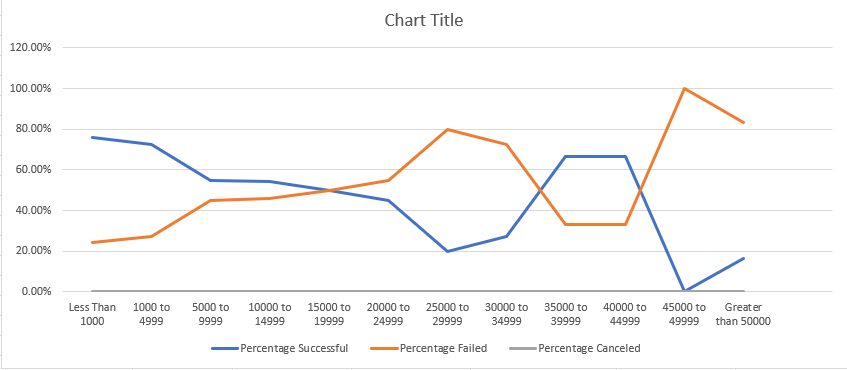 Chart Title
120.00%
100.00%
80.00%
60.00%
40.00%
20.00%
0.00%
Less Than 1000 to 5000 to 10000 to 15000 to 20000 to 25000 to 30000 to 35000 to 40000 to 45000 to Greater
1000 4999 9999 14999 19999 24999 29999 34999 39999 44999 49999 than 50000
Percentage Successful Percentage Failed Percentage Canceled